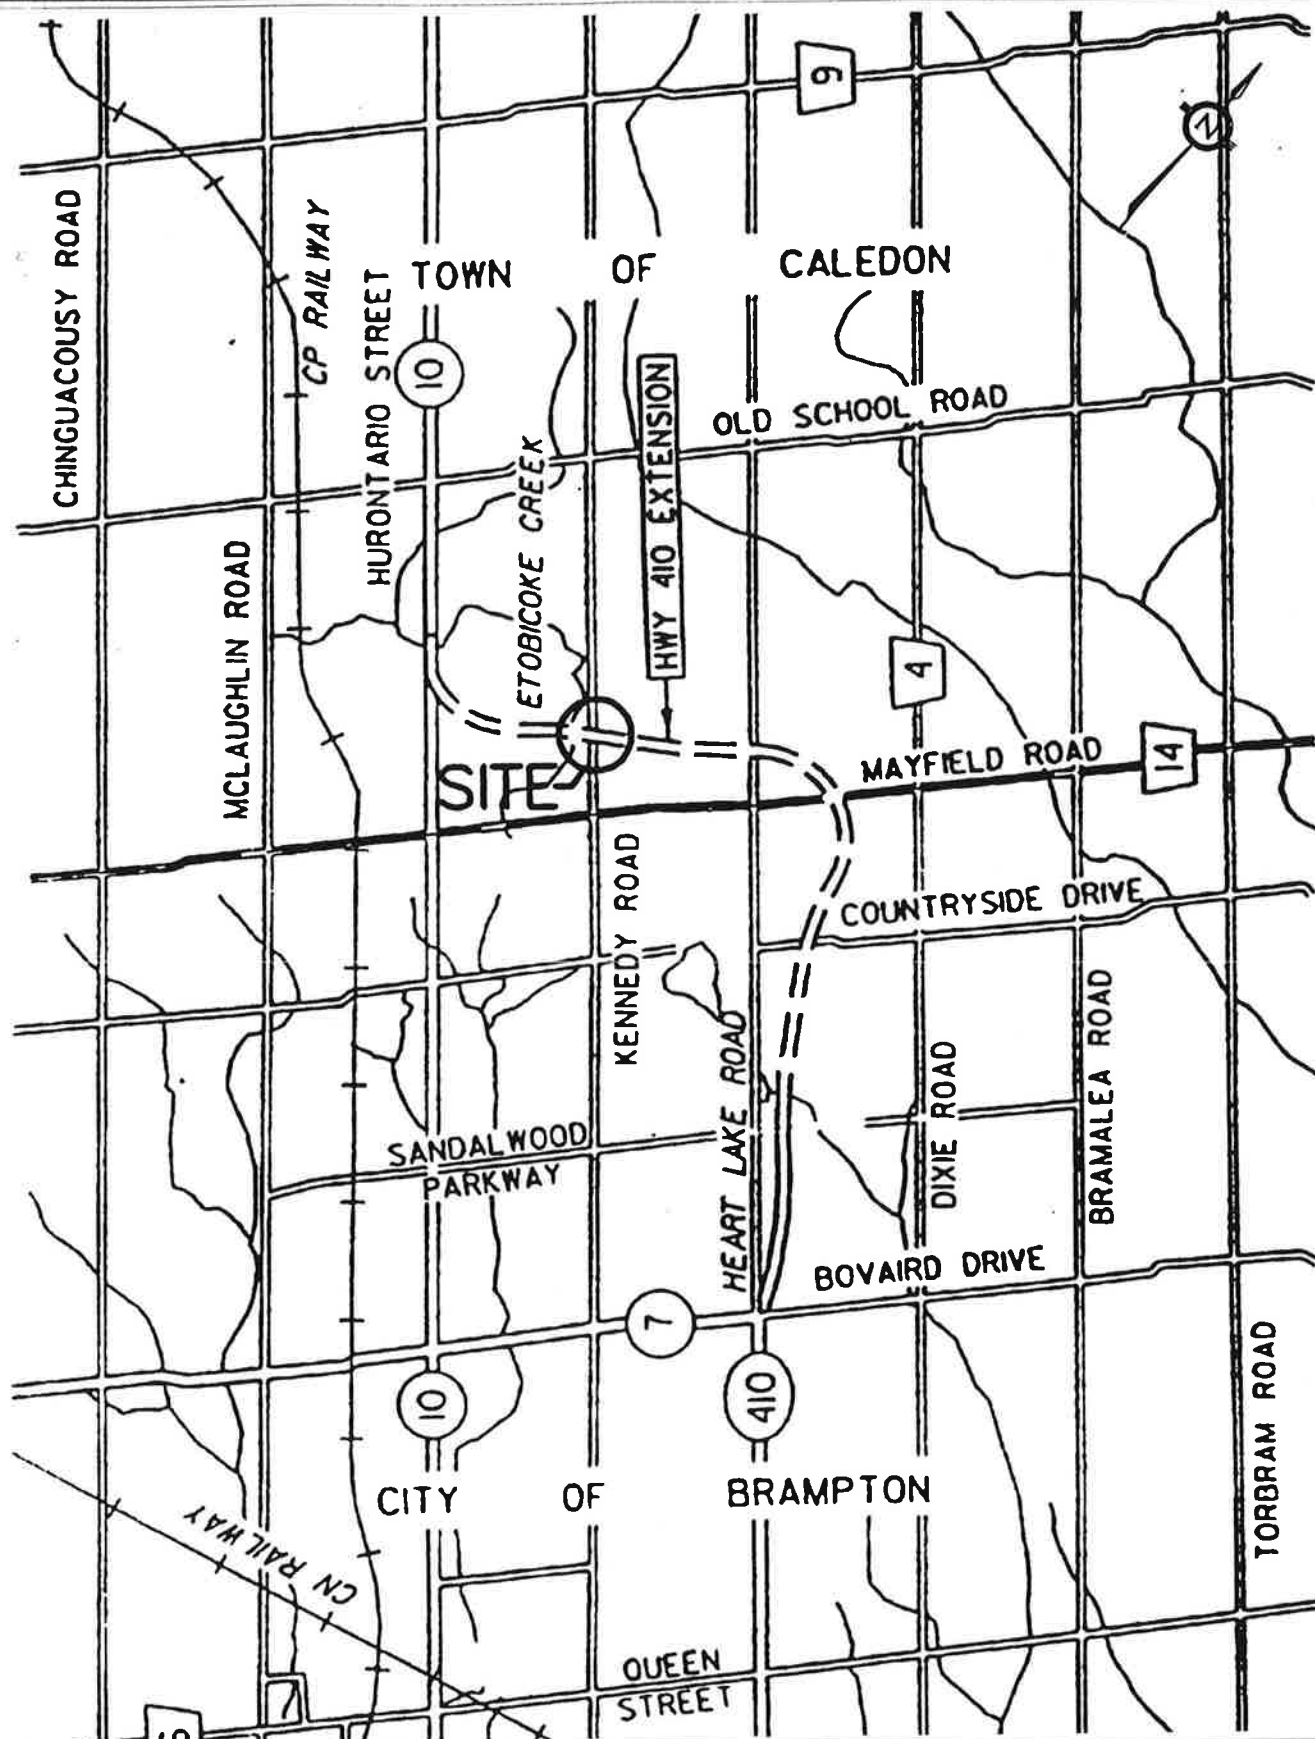 9
N
TOWN OF CALEDON
CHINGUACOUSY ROAD
CP RAILWAY
HURONTARIO STREET
10
OLD SCHOOL ROAD
ETOBICOKE CREEK
HWY 410 EXTENSION
MCLAUGHLIN ROAD
4
SITE
MAYFIELD ROAD
14
KENNEDY ROAD
COUNTRYSIDE DRIVE
HEART LAKE ROAD
DIXIE ROAD
BRAMALEA ROAD
SANDALWOOD
PARKWAY
BOVAIRD DRIVE
7
10
410
TORBRAM ROAD
CITY OF BRAMPTON
CN RAILWAY
QUEEN
STREET